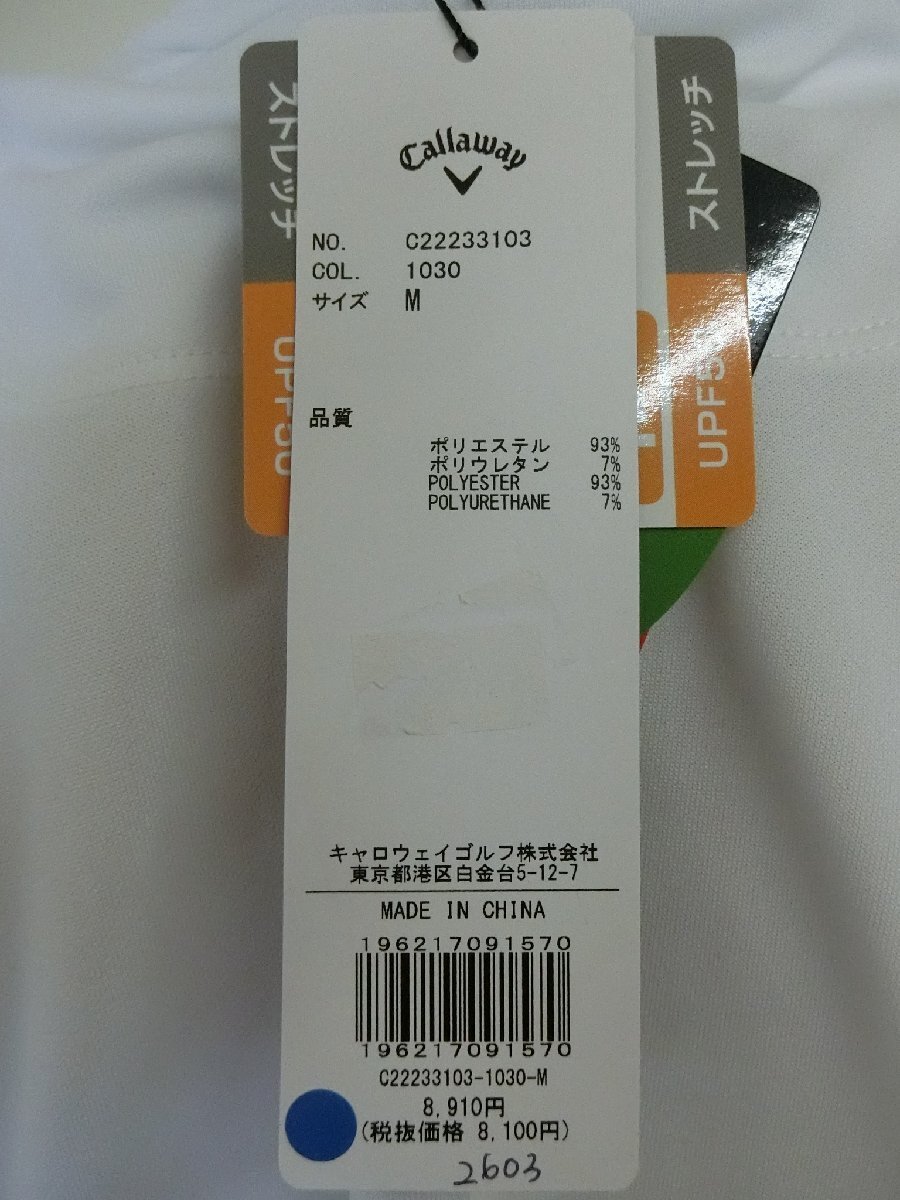 Callaway
NO. C22233103
COL. 1030
サイズ M
品質
ポリエステル 93%
ポリウレタン 7%
POLYESTER 93%
POLYURETHANE 7%
キャロウェイゴルフ株式会社
東京都港区白金台5-12-7
MADE IN CHINA
196217091570
196217091570
C22233103-1030-M
8,910円
(税抜価格 8,100円)
2603
ストレッチ
UPF50
ストレッチ
UPF5